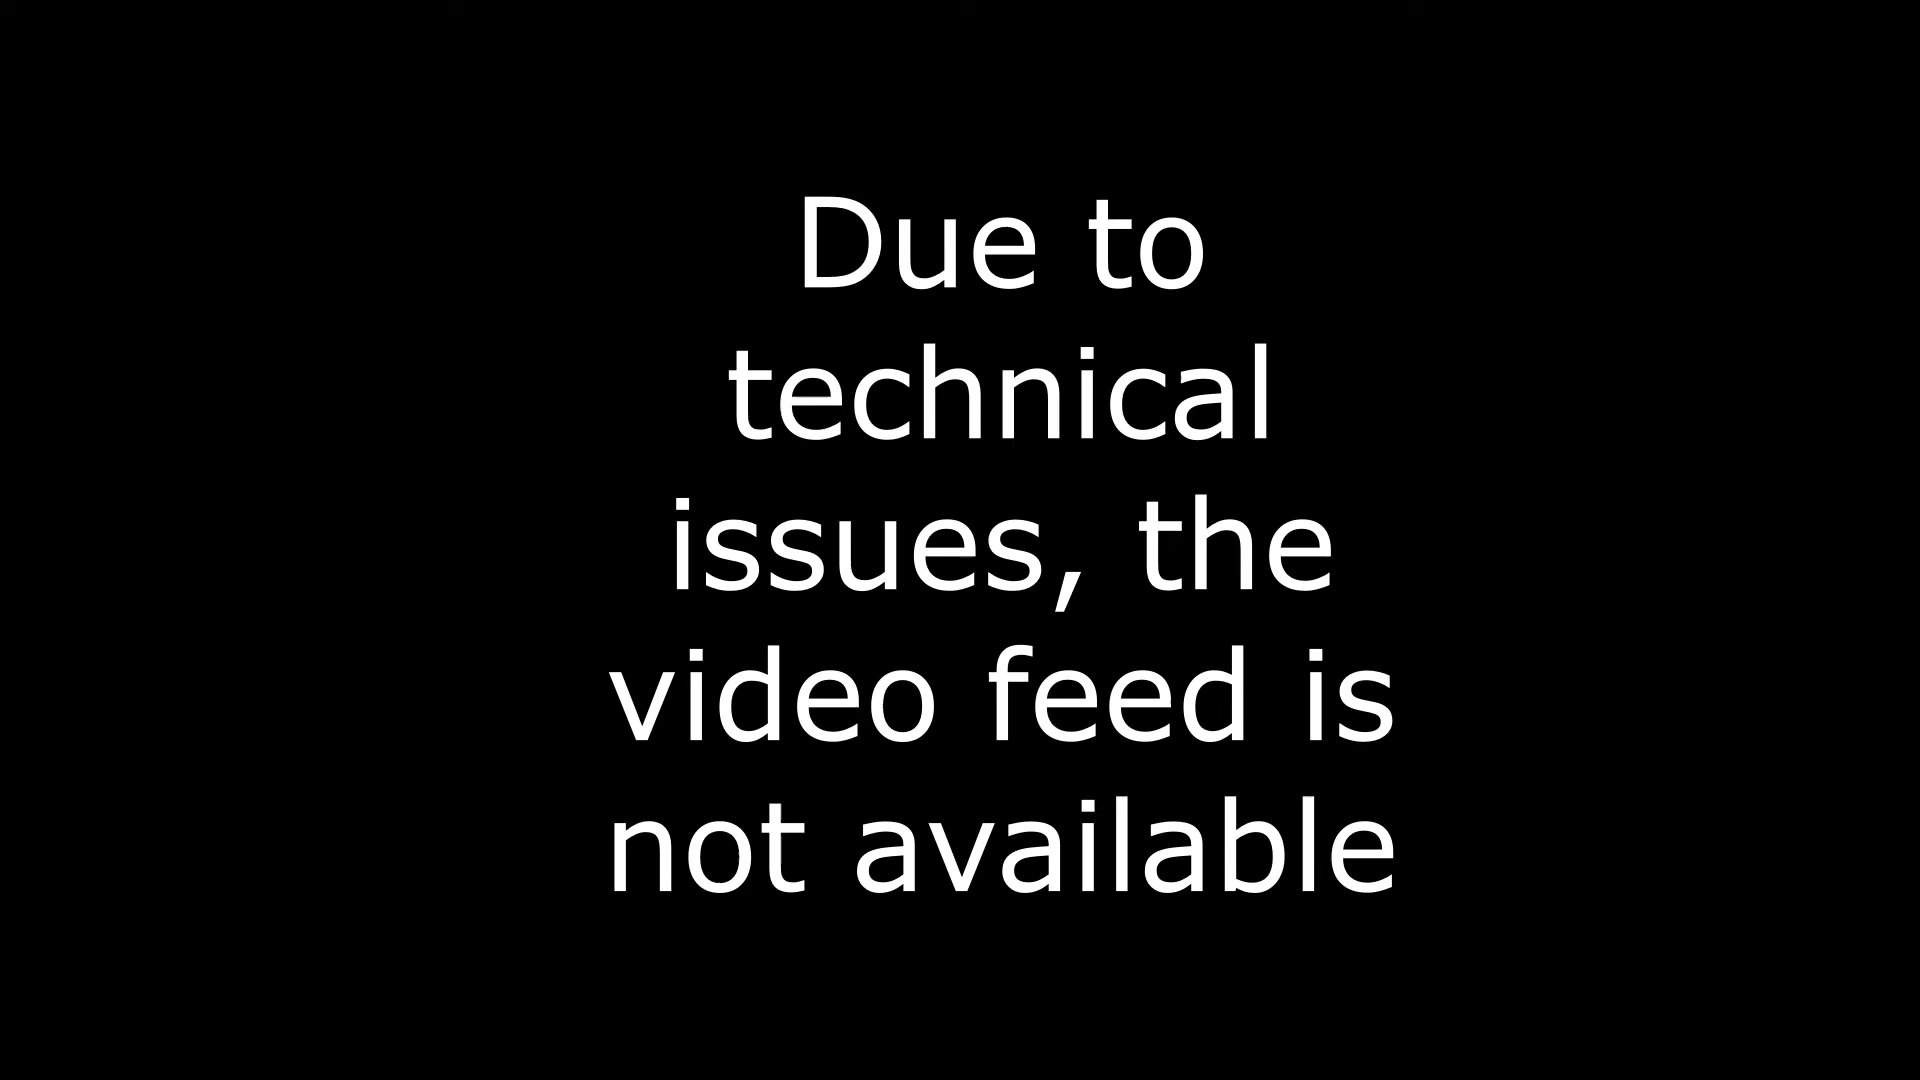 Due to
technical
issues, the
video feed is
not available